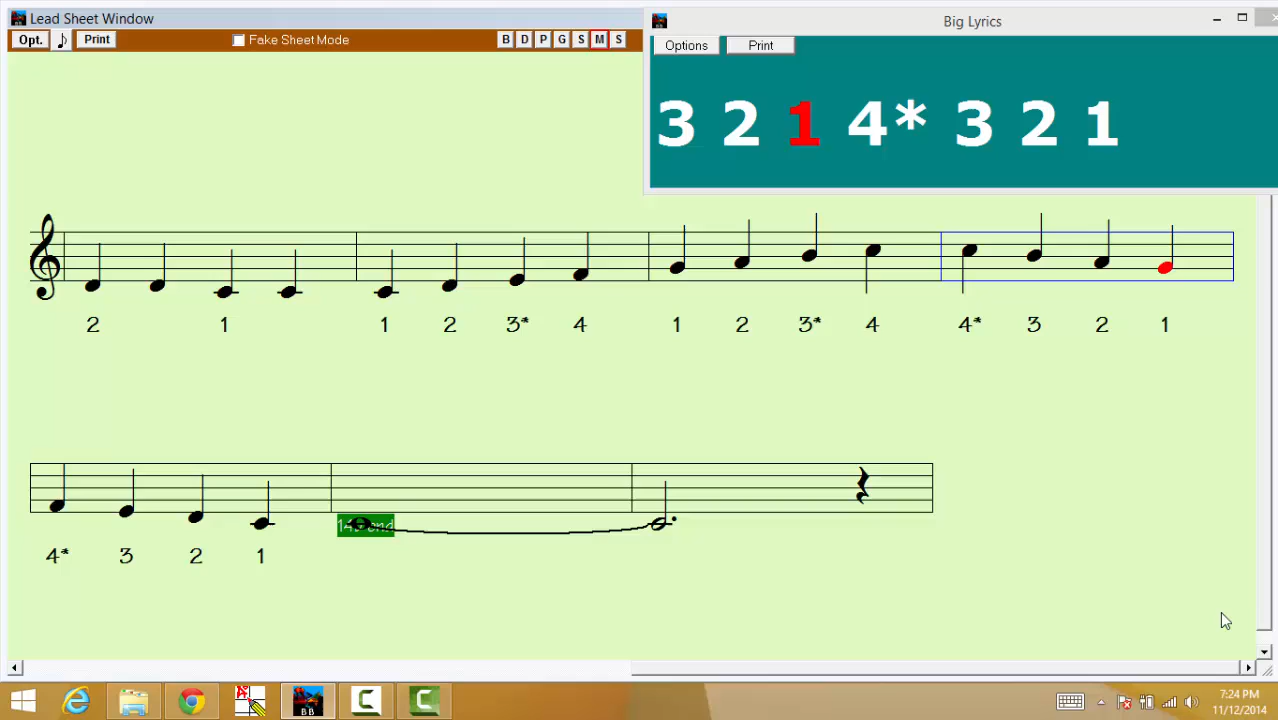 Lead Sheet Window
Opt. Print Fake Sheet Mode B D P G S M S
Big Lyrics
Options Print
3 2 1 4* 3 2 1
2 1 1 2 3* 4 1 2 3* 4 4* 3 2 1
4* 3 2 1
BB
7:24 PM
11/12/2014